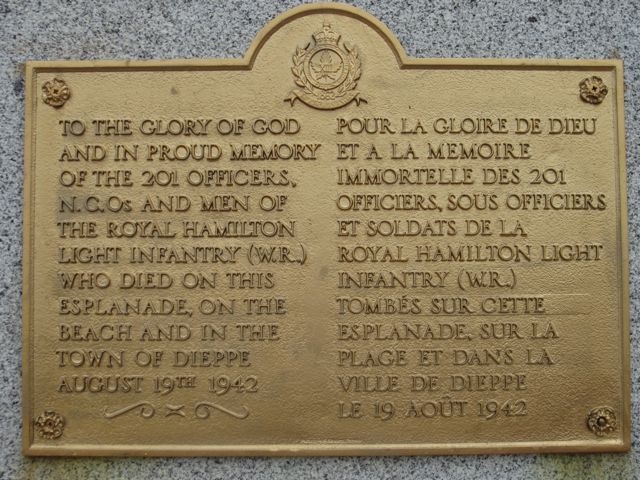 TO THE GLORY OF GOD
AND IN PROUD MEMORY
OF THE 201 OFFICERS,
N.C.Os AND MEN OF
THE ROYAL HAMILTON
LIGHT INFANTRY (W.R.)
WHO DIED ON THIS
ESPLANADE, ON THE
BEACH AND IN THE
TOWN OF DIEPPE
AUGUST 19TH 1942
POUR LA GLOIRE DE DIEU
ET A LA MEMOIRE
IMMORTELLE DES 201
OFFICIERS, SOUS OFFICIERS
ET SOLDATS DE LA
ROYAL HAMILTON LIGHT
INFANTRY (W.R.)
TOMBÉS SUR CETTE
ESPLANADE, SUR LA
PLAGE ET DANS LA
VILLE DE DIEPPE
LE 19 AOÛT 1942